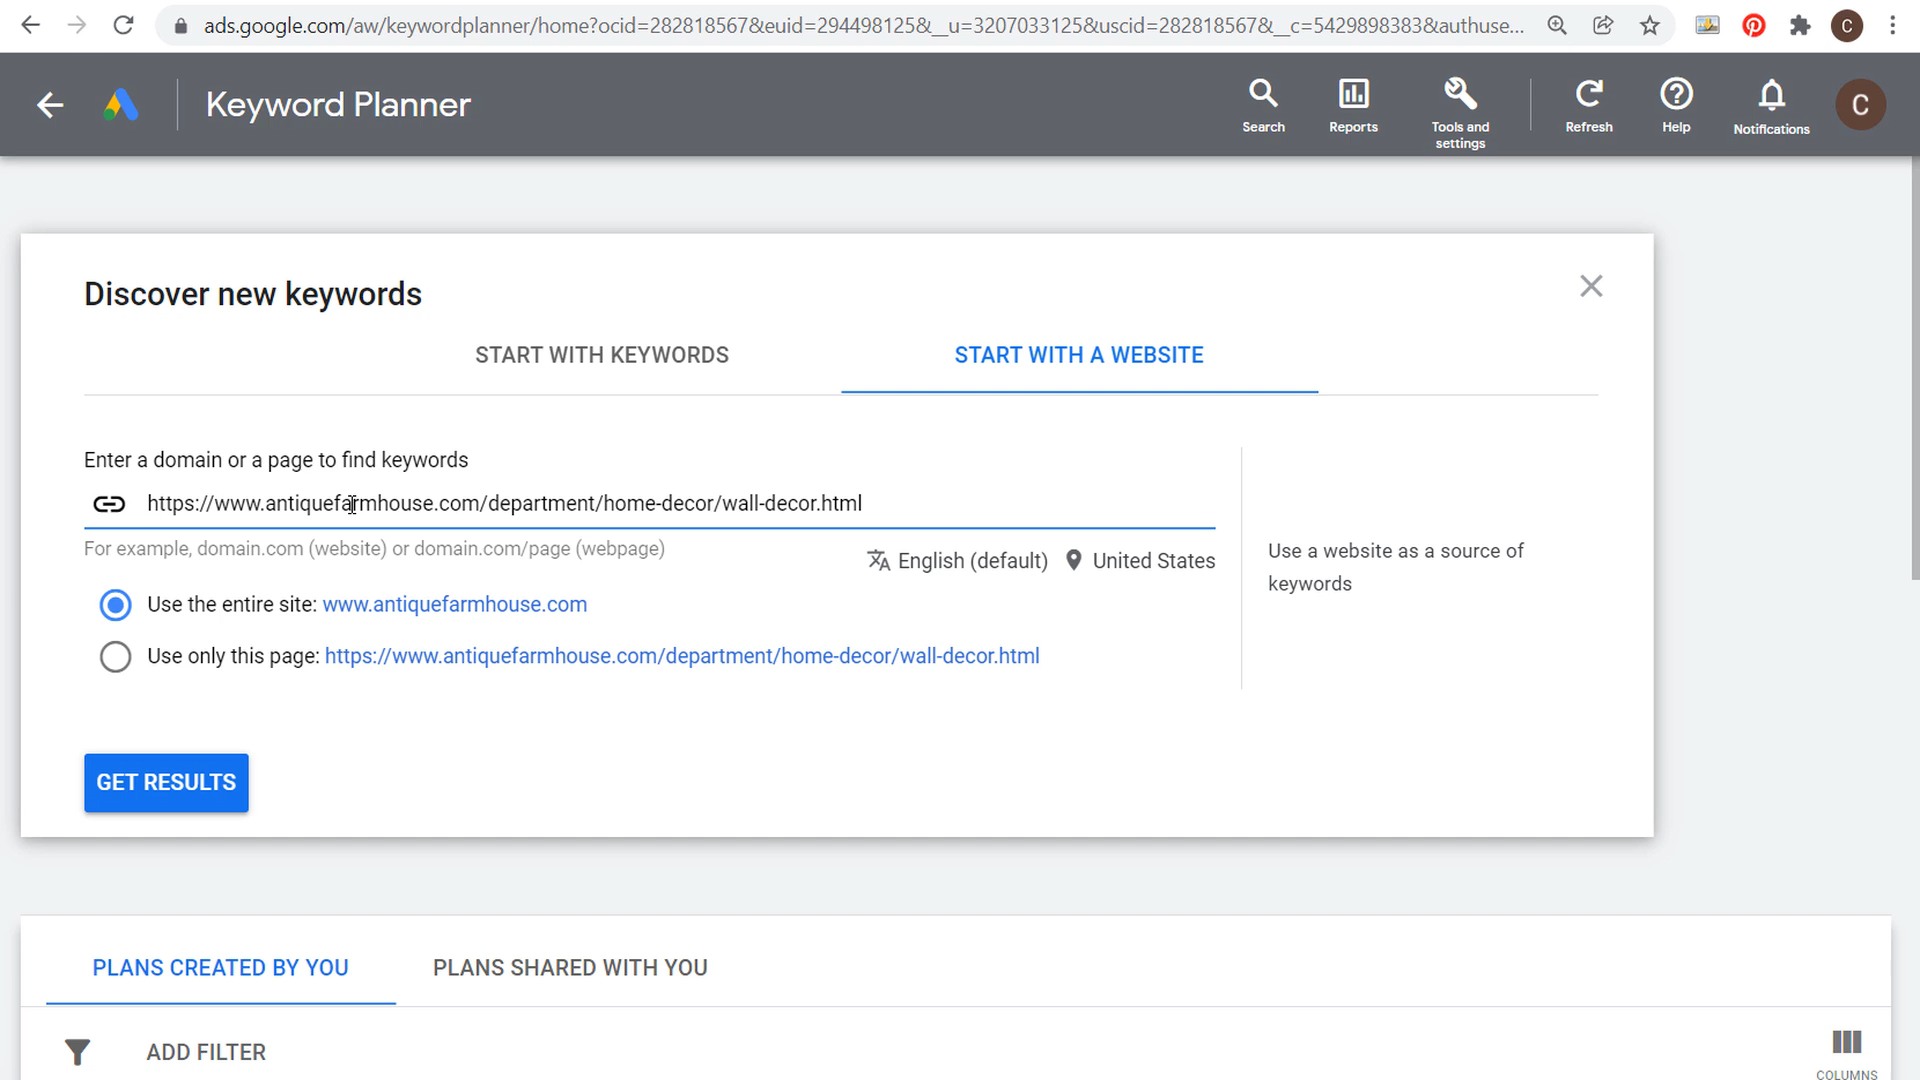 ads.google.com/aw/keywordplanner/home?ocid=282818567&euid=294498125&__u=3207033125&uscid=282818567&__c=5429898383&authuse...
C
Keyword Planner
Search
Reports
Tools and
settings
Refresh
Help
Notifications
C
Discover new keywords
START WITH KEYWORDS
START WITH A WEBSITE
Enter a domain or a page to find keywords
https://www.antiquefarmhouse.com/department/home-decor/wall-decor.html
For example, domain.com (website) or domain.com/page (webpage)
English (default)
United States
Use a website as a source of
keywords
Use the entire site: www.antiquefarmhouse.com
Use only this page: https://www.antiquefarmhouse.com/department/home-decor/wall-decor.html
GET RESULTS
PLANS CREATED BY YOU
PLANS SHARED WITH YOU
ADD FILTER
COLUMNS